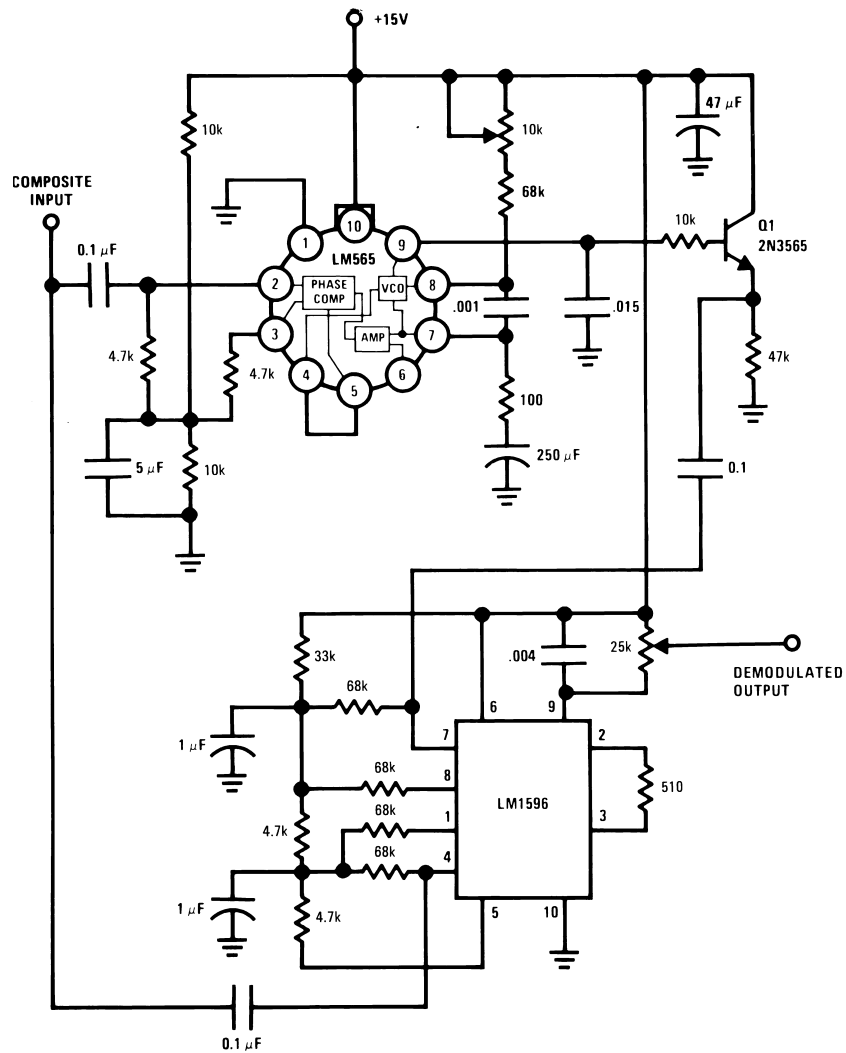 +15V
47 µF
10k
10k
COMPOSITE
INPUT
68k
10k
Q1
2N3565
1
10
9
LM565
0.1 µF
2
PHASE
COMP
VCO
8
.001
.015
3
AMP
7
4.7k
4.7k
4
5
6
47k
100
5 µF
10k
250 µF
0.1
33k
.004
25k
DEMODULATED
OUTPUT
68k
6
9
1 µF
7
2
68k
8
LM1596
510
68k
4.7k
1
3
68k
4
1 µF
4.7k
5
10
0.1 µF